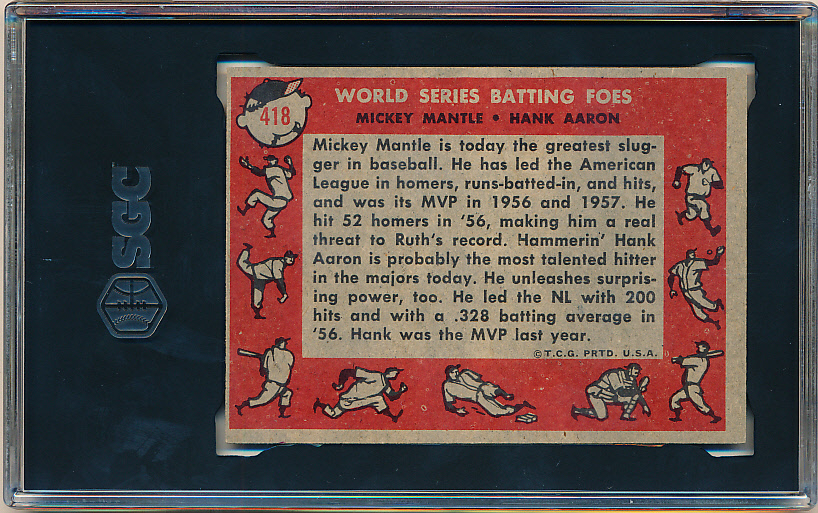 SGC
418
WORLD SERIES BATTING FOES
MICKEY MANTLE • HANK AARON
Mickey Mantle is today the greatest slug-
ger in baseball. He has led the American
League in homers, runs-batted-in, and hits,
and was its MVP in 1956 and 1957. He
hit 52 homers in '56, making him a real
threat to Ruth's record. Hammerin' Hank
Aaron is probably the most talented hitter
in the majors today. He unleashes surpris-
ing power, too. He led the NL with 200
hits and with a .328 batting average in
'56. Hank was the MVP last year.
© T.C.G. PRTD. U.S.A.